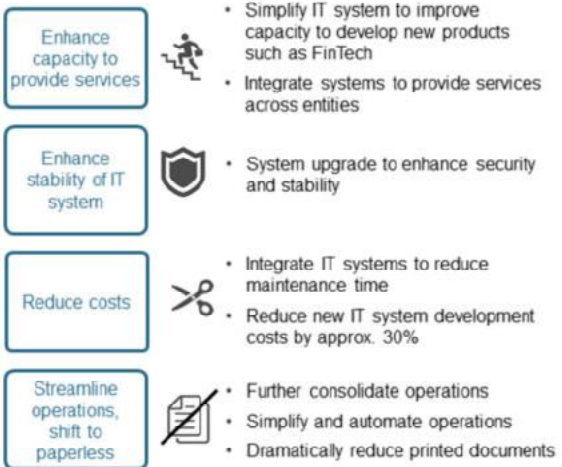 Enhance
capacity to
provide services
• Simplify IT system to improve
capacity to develop new products
such as FinTech
• Integrate systems to provide services
across entities
Enhance
stability of IT
system
• System upgrade to enhance security
and stability
Reduce costs
• Integrate IT systems to reduce
maintenance time
• Reduce new IT system development
costs by approx. 30%
Streamline
operations,
shift to
paperless
• Further consolidate operations
• Simplify and automate operations
• Dramatically reduce printed documents